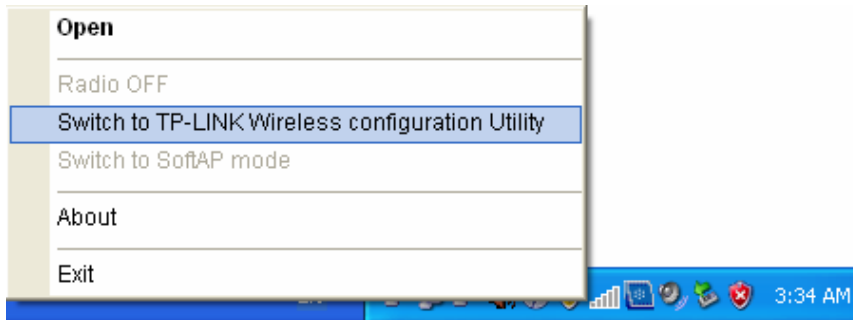 Open
Radio OFF
Switch to TP-LINK Wireless configuration Utility
Switch to SoftAP mode
About
Exit
3:34 AM